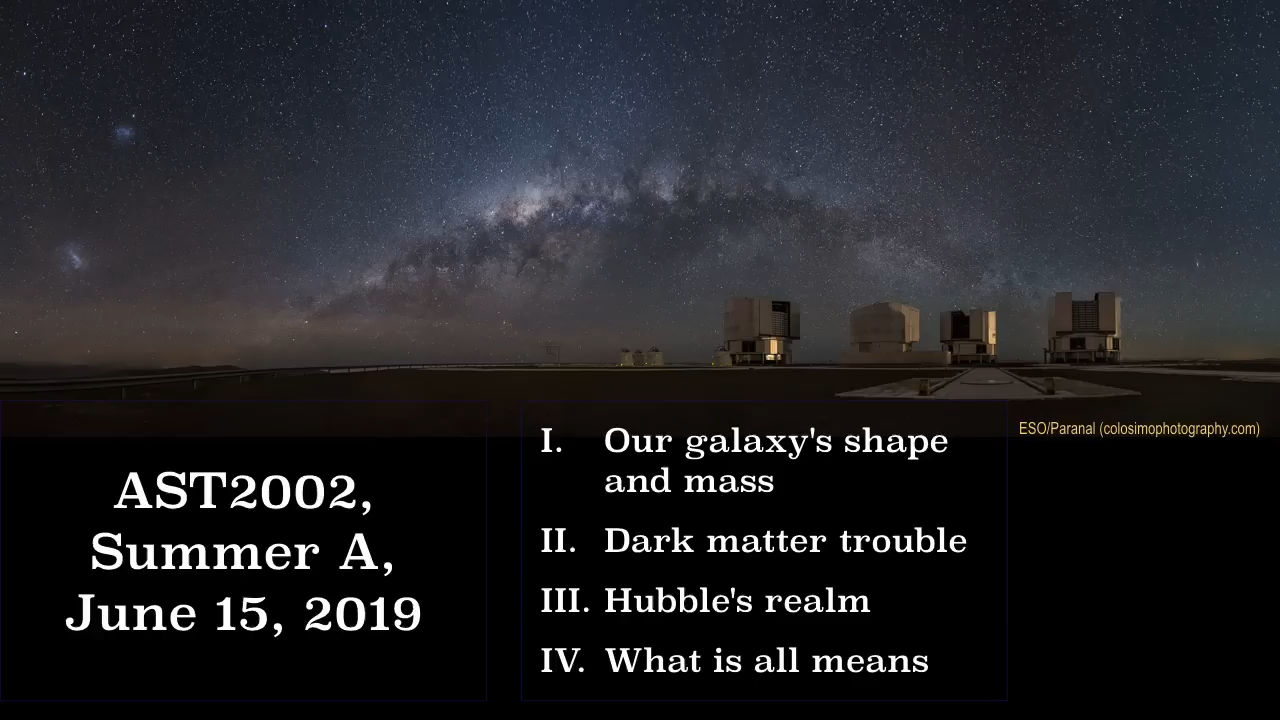 ESO/Paranal (colosimophotography.com)
AST2002,
Summer A,
June 15, 2019
I. Our galaxy's shape
and mass
II. Dark matter trouble
III. Hubble's realm
IV. What is all means